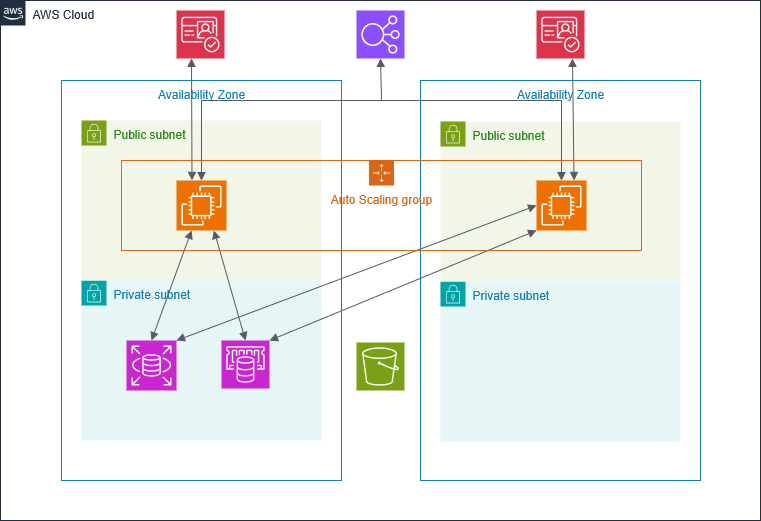 aws
AWS Cloud
Availability Zone
Availability Zone
Public subnet
Public subnet
Auto Scaling group
Private subnet
Private subnet